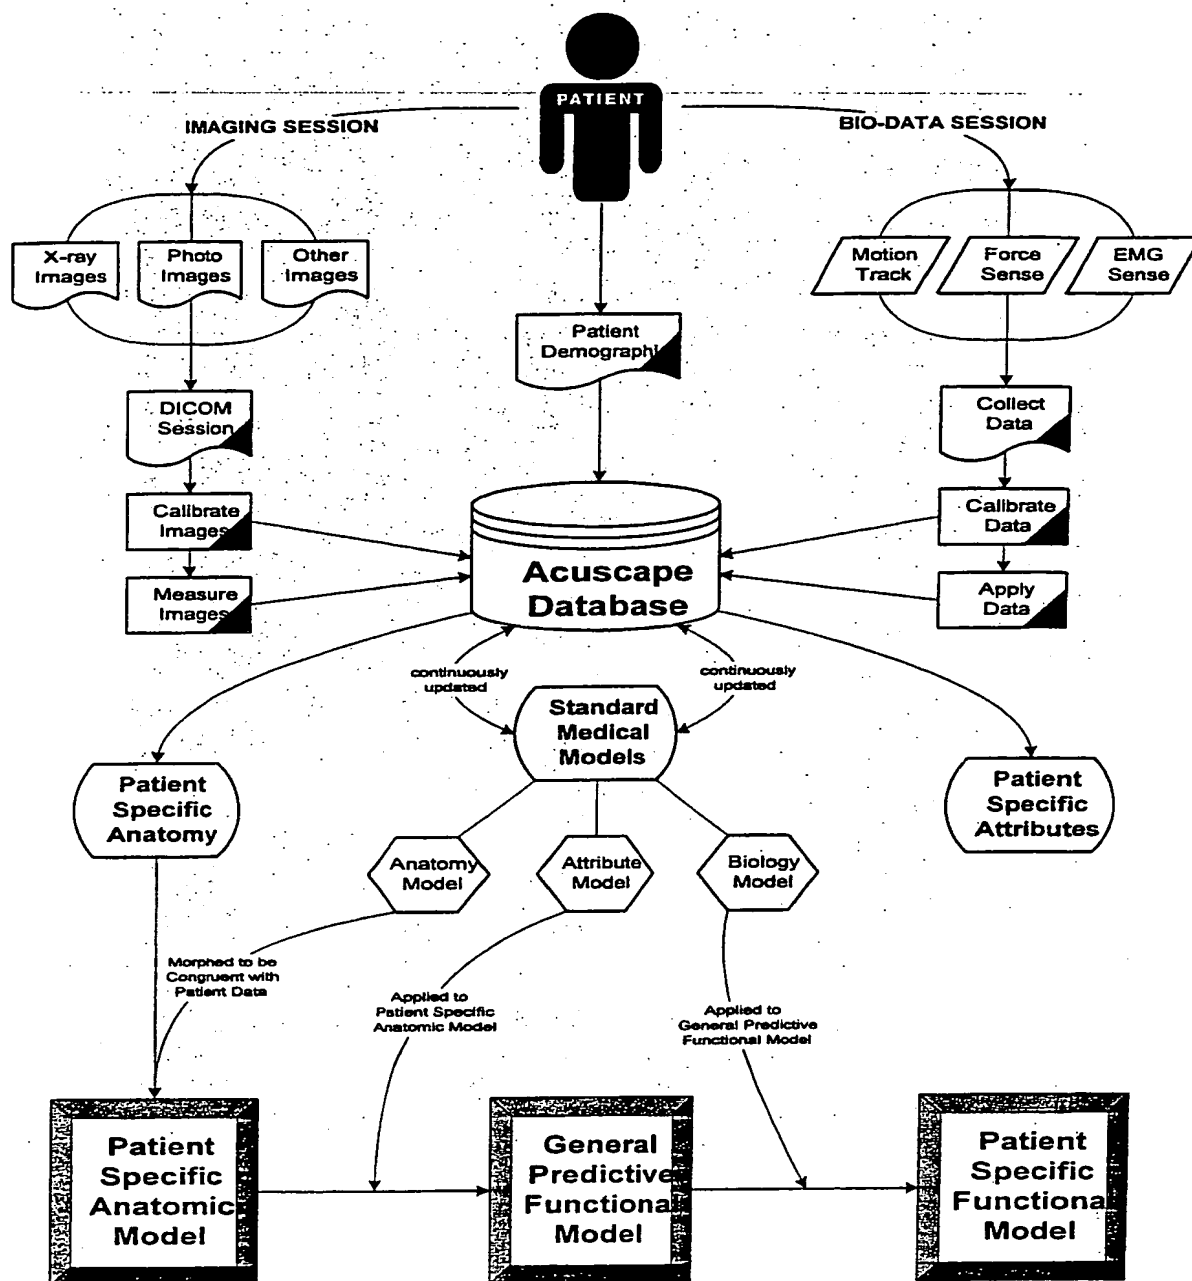 PATIENT
IMAGING SESSION
BIO-DATA SESSION
X-ray
Images
Photo
Images
Other
Images
Motion
Track
Force
Sense
EMG
Sense
Patient
Demographi
DICOM
Session
Collect
Data
Calibrate
Images
Calibrate
Data
Measure
Images
Apply
Data
Acuscape
Database
continuously
updated
continuously
updated
Standard
Medical
Models
Patient
Specific
Anatomy
Patient
Specific
Attributes
Anatomy
Model
Attribute
Model
Biology
Model
Morphed to be
Congruent with
Patient Data
Applied to
Patient Specific
Anatomic Model
Applied to
General Predictive
Functional Model
Patient
Specific
Anatomic
Model
General
Predictive
Functional
Model
Patient
Specific
Functional
Model